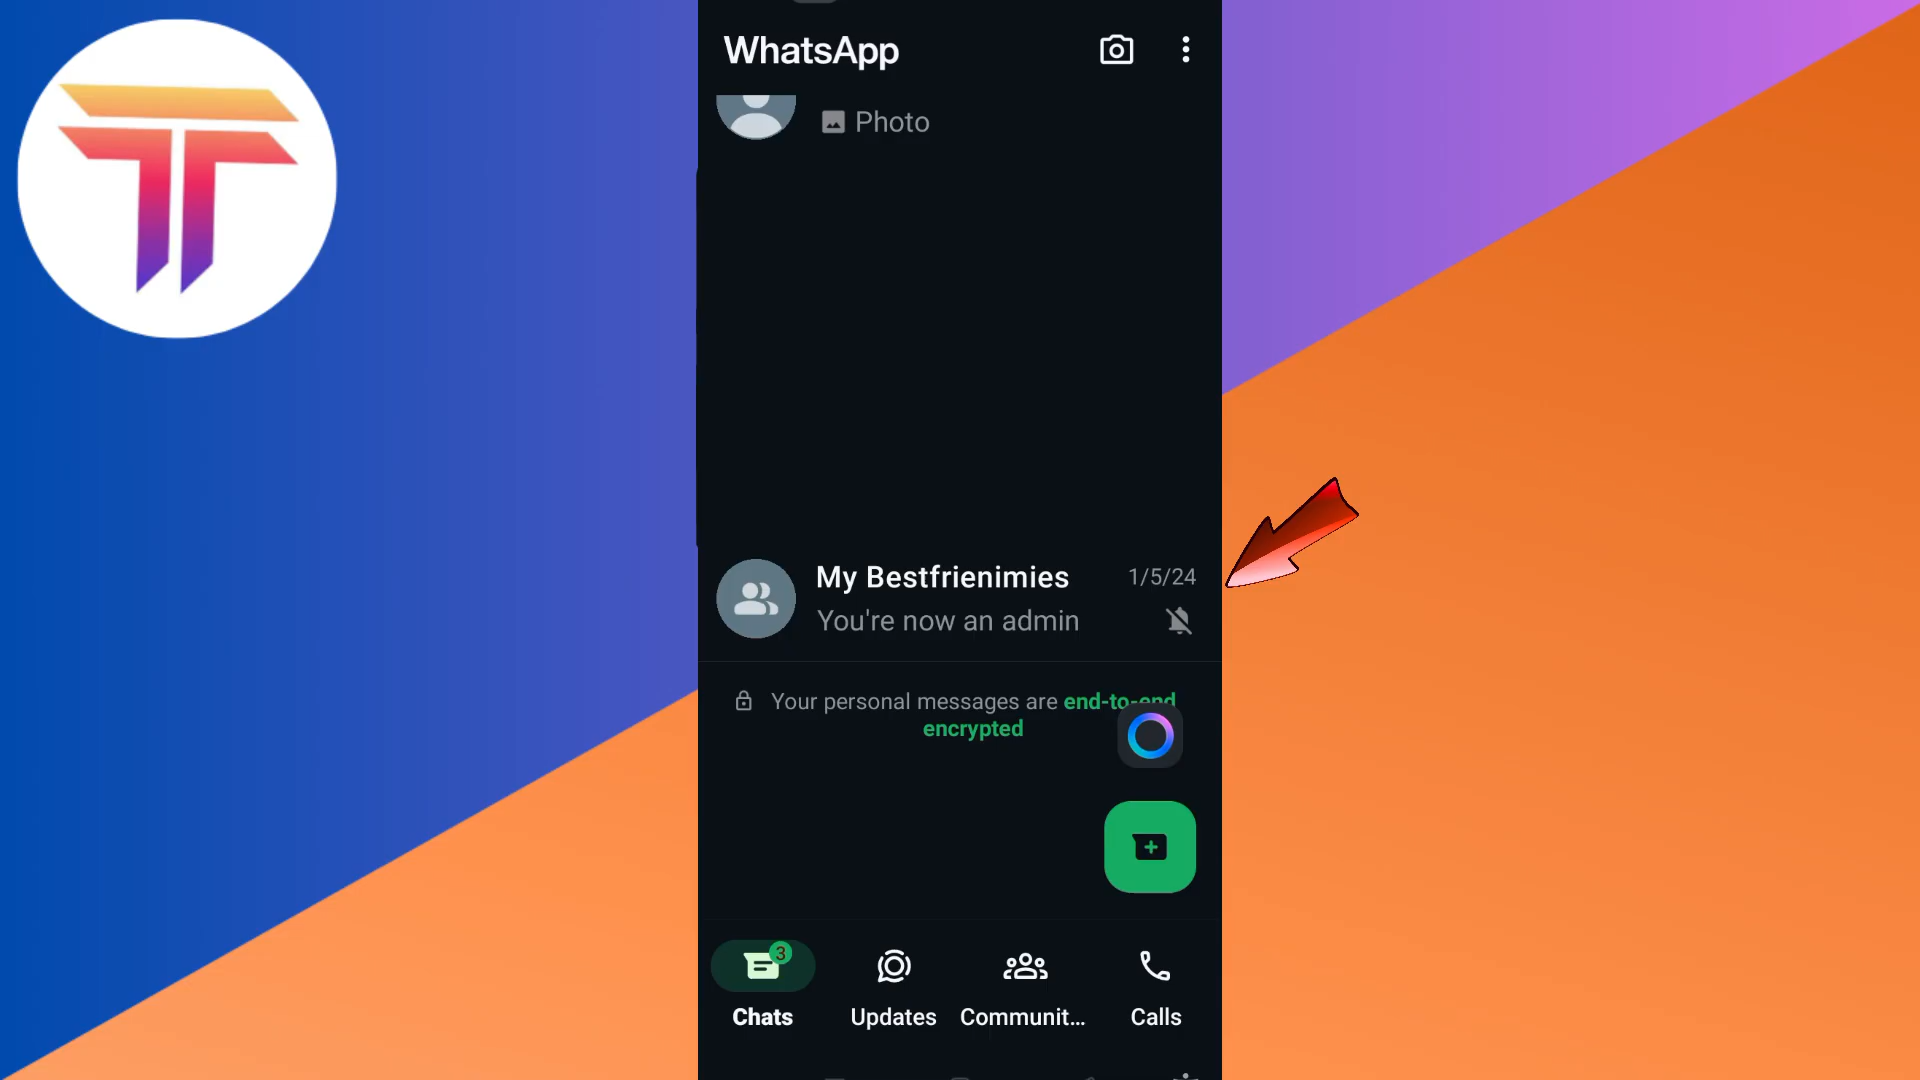 WhatsApp
Photo
My Bestfrienimies 1/5/24
You're now an admin
Your personal messages are end-to-end
encrypted
3
Chats Updates Communit... Calls